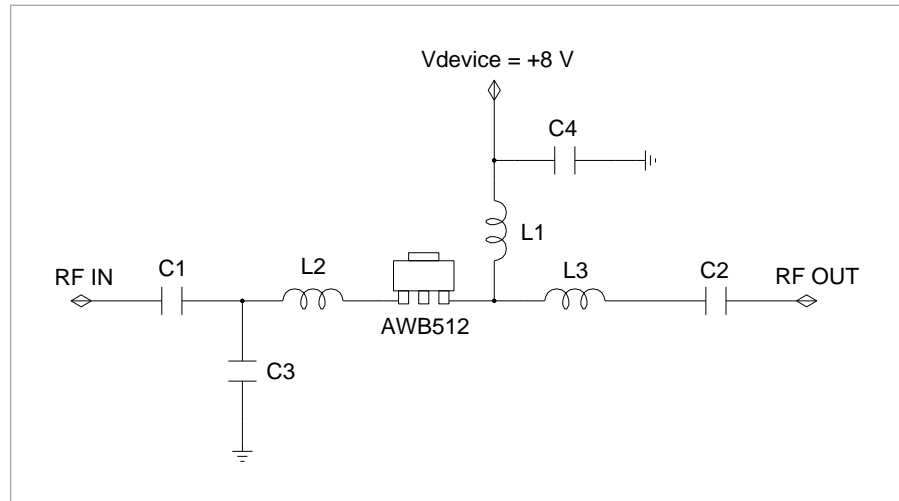 Vdevice = +8 V
C4
L1
RF IN
C1
L2
L3
C2
RF OUT
AWB512
C3